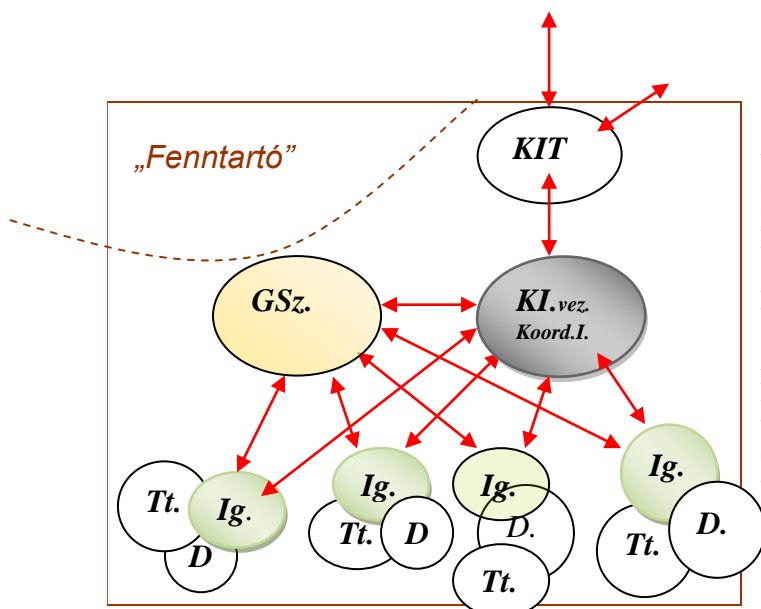 KIT
„Fenntartó”
GSz.
KI.vez.
Koord.I.
Tt.
Ig.
D
Ig.
Tt.
D
Ig.
D.
Tt.
Ig.
Tt.
D.